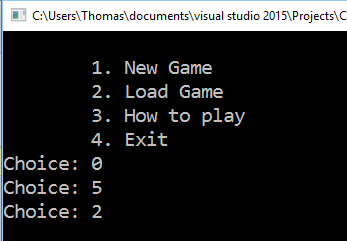 C:\Users\Thomas\documents\visual studio 2015\Projects\C
1. New Game
2. Load Game
3. How to play
4. Exit
Choice: 0
Choice: 5
Choice: 2